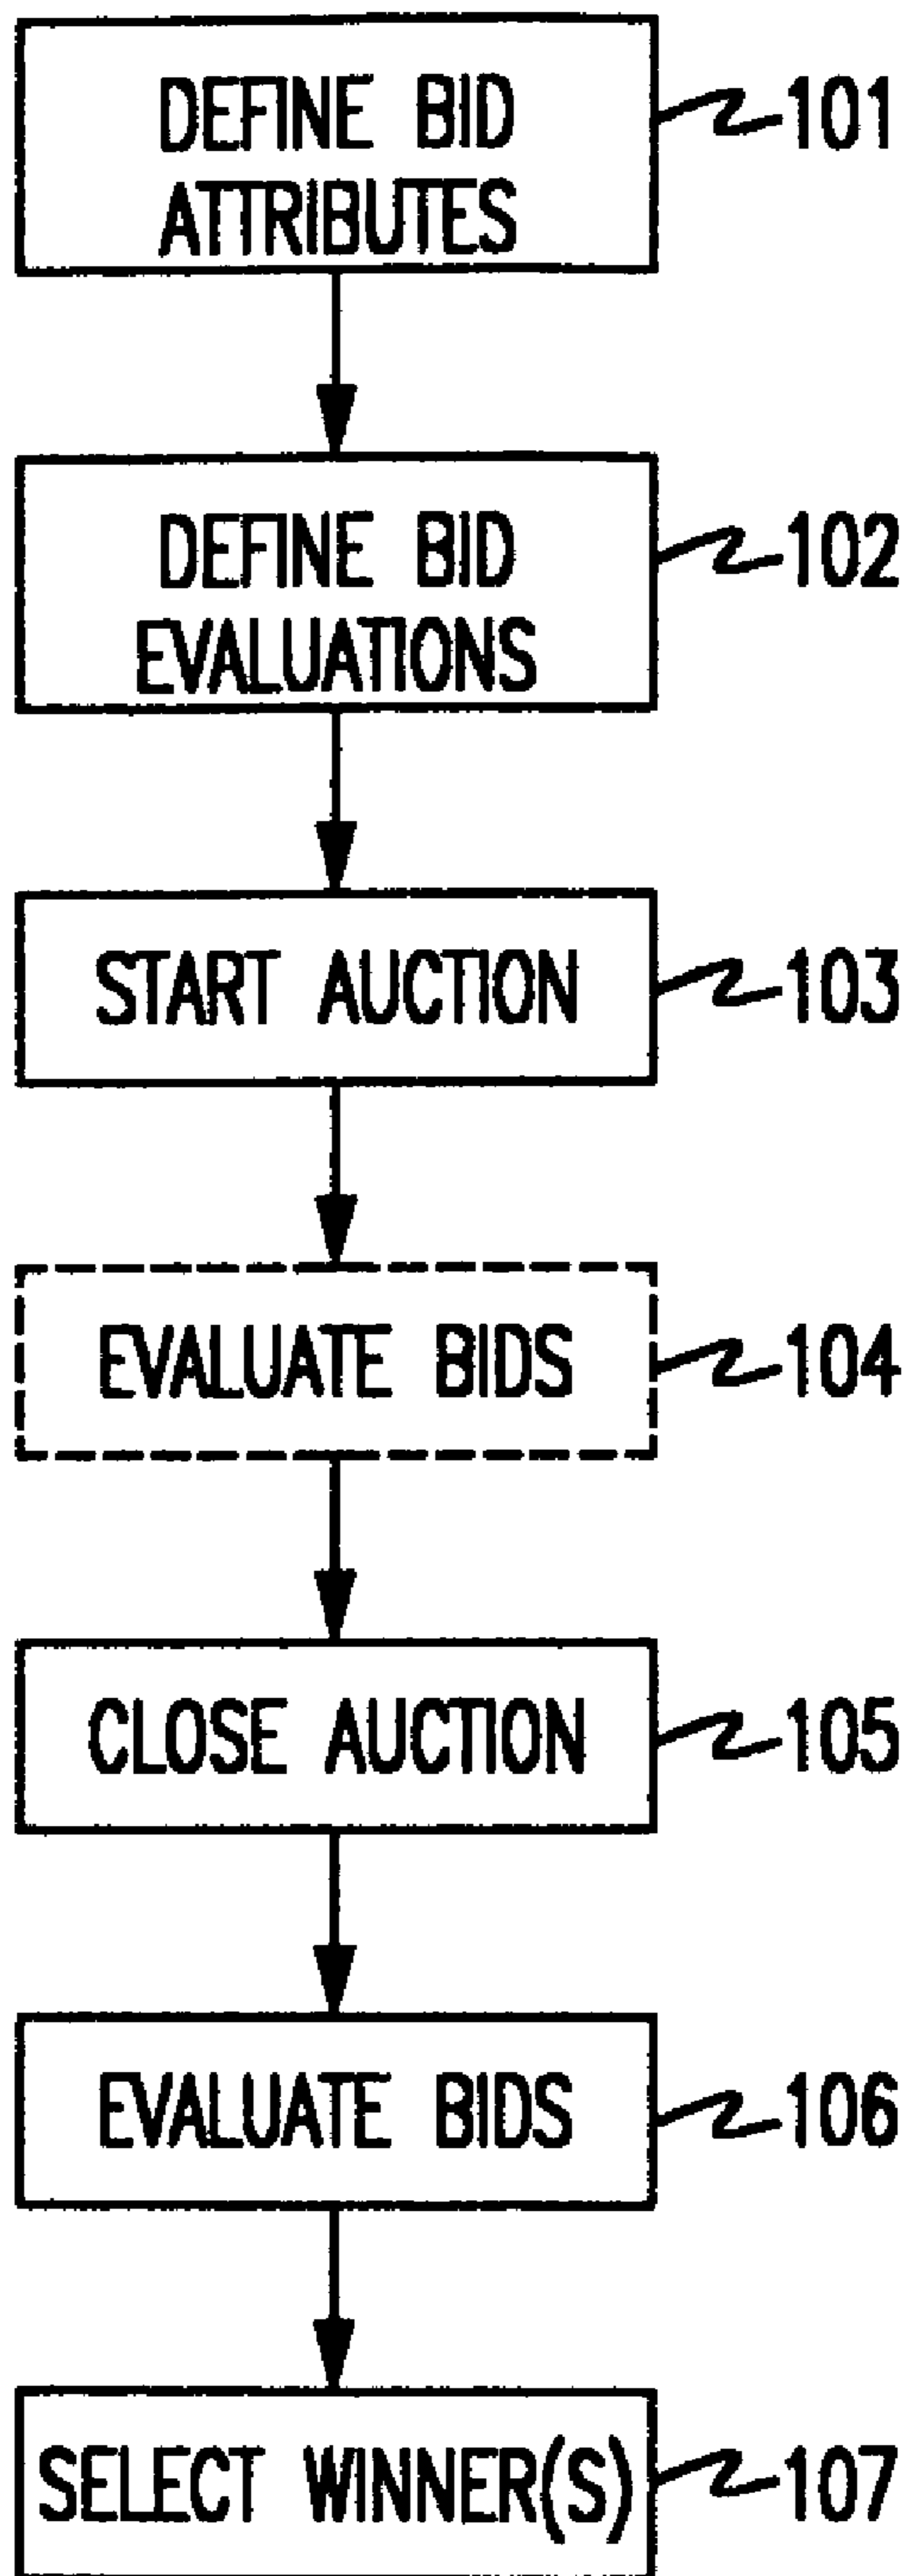 DEFINE BID
ATTRIBUTES
101
DEFINE BID
EVALUATIONS
102
START AUCTION
103
EVALUATE BIDS
104
CLOSE AUCTION
105
EVALUATE BIDS
106
SELECT WINNER(S)
107